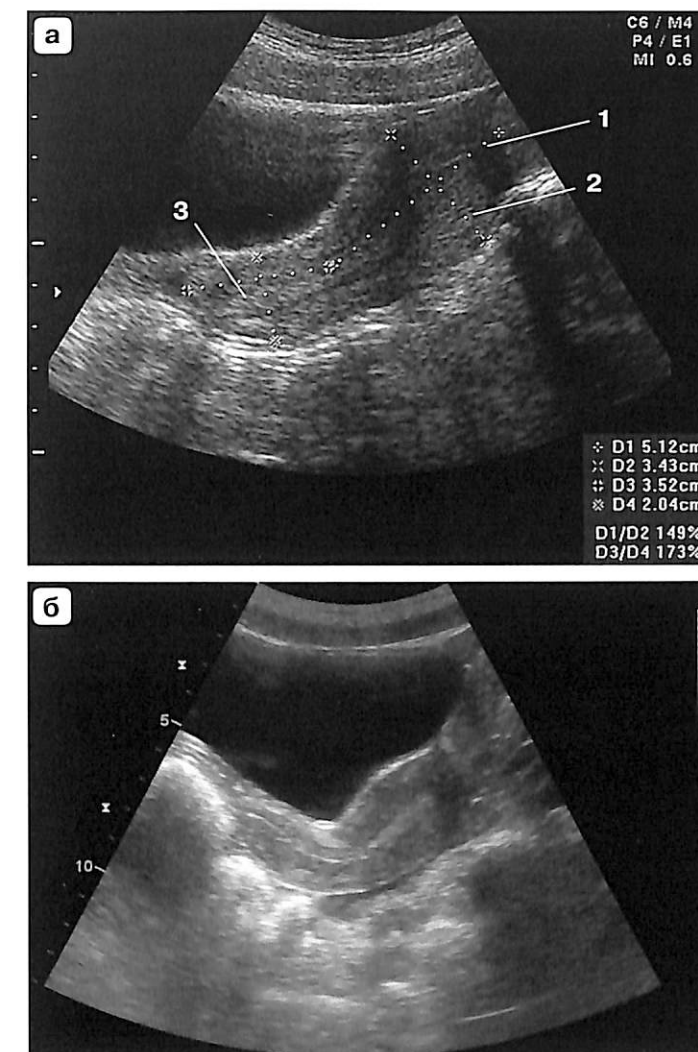 а
C6 / M4
P4 / E1
MI 0.6
1
2
3
D1 5.12cm
D2 3.43cm
D3 3.52cm
D4 2.04cm
D1/D2 149%
D3/D4 173%
б
5
10